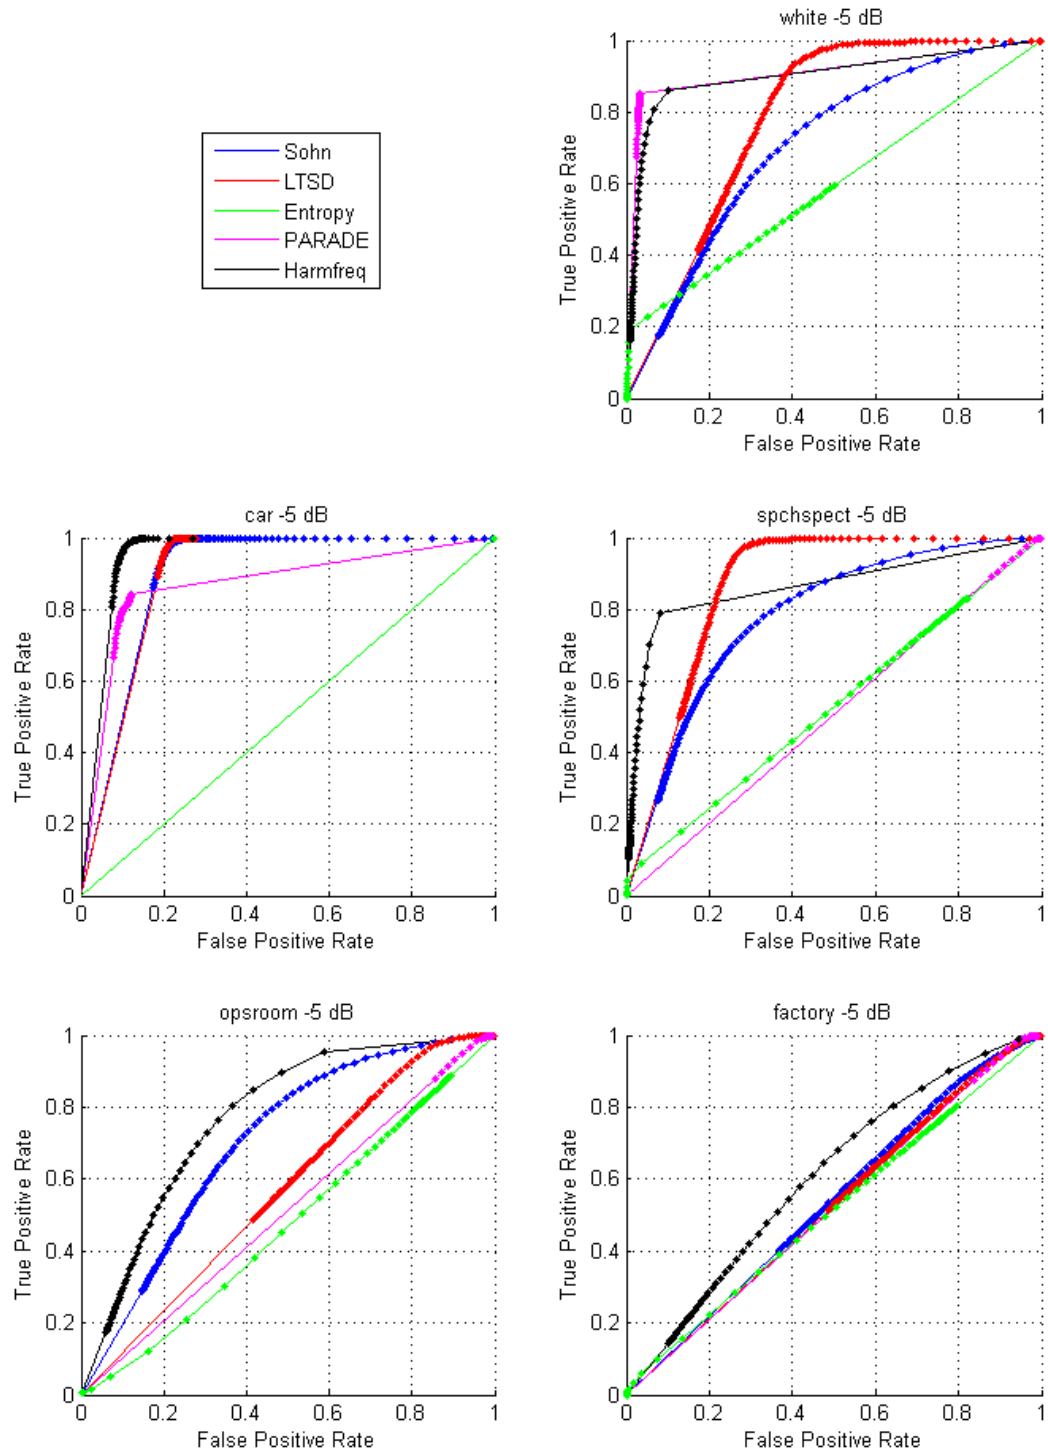 white -5 dB
1
0.8
0.6
0.4
0.2
0
True Positive Rate
0 0.2 0.4 0.6 0.8 1
False Positive Rate
Sohn
LTSD
Entropy
PARADE
Harmfreq
car -5 dB
1
0.8
0.6
0.4
0.2
0
True Positive Rate
0 0.2 0.4 0.6 0.8 1
False Positive Rate
spchspect -5 dB
1
0.8
0.6
0.4
0.2
0
True Positive Rate
0 0.2 0.4 0.6 0.8 1
False Positive Rate
opsroom -5 dB
1
0.8
0.6
0.4
0.2
0
True Positive Rate
0 0.2 0.4 0.6 0.8 1
False Positive Rate
factory -5 dB
1
0.8
0.6
0.4
0.2
0
True Positive Rate
0 0.2 0.4 0.6 0.8 1
False Positive Rate